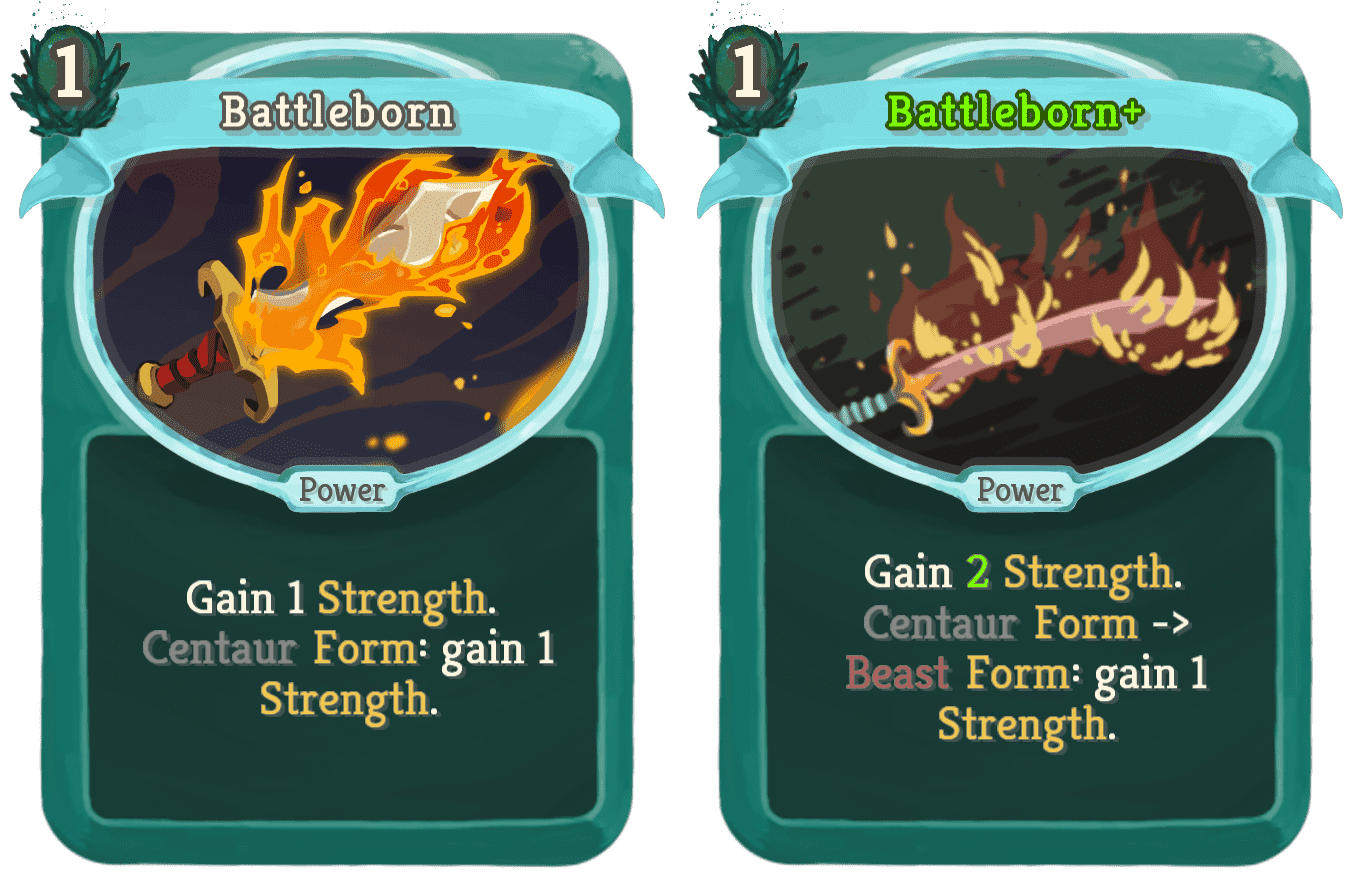 1
Battleborn
Power
Gain 1 Strength.
Centaur Form: gain 1
Strength.
1
Battleborn+
Power
Gain 2 Strength.
Centaur Form ->
Beast Form: gain 1
Strength.